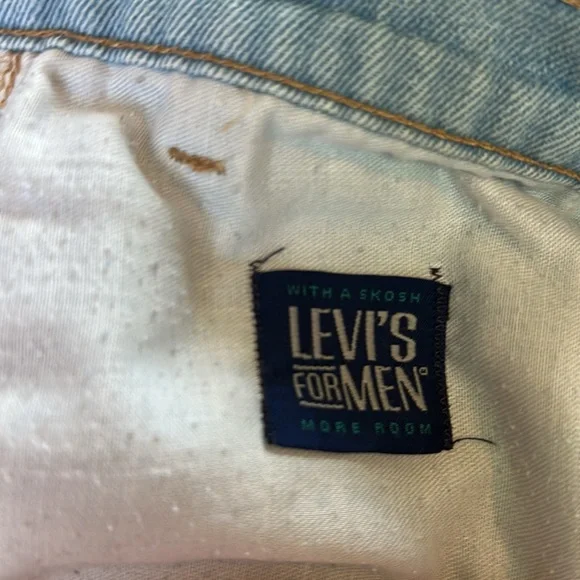 WITH A SKOSH
LEVI'S
FOR MEN®
MORE ROOM